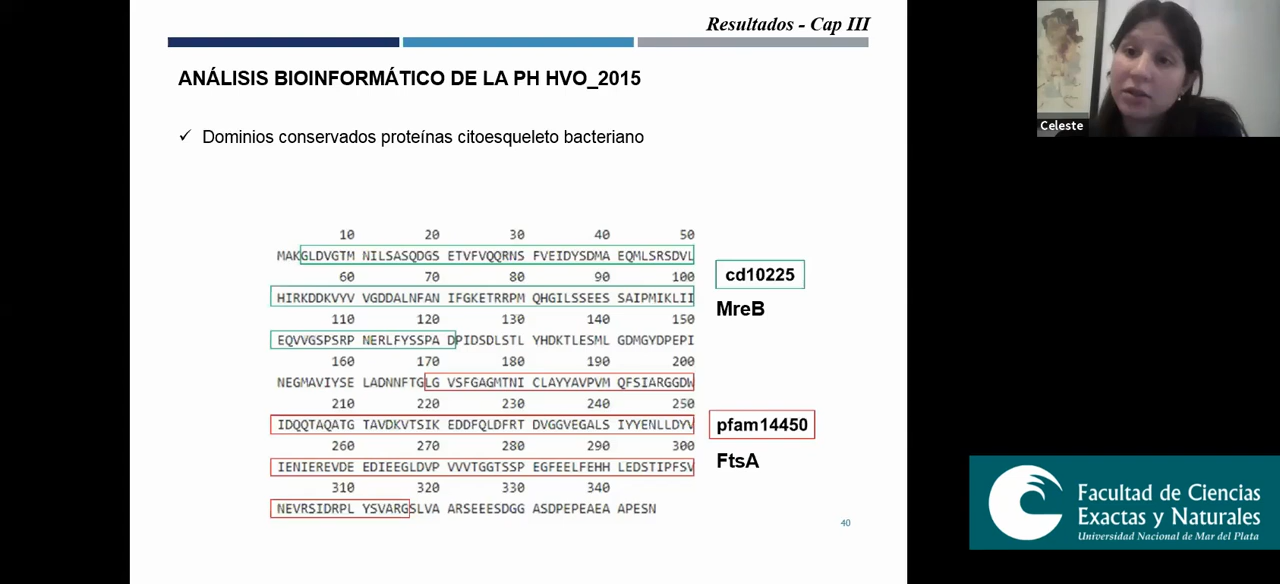 Resultados - Cap III
ANÁLISIS BIOINFORMÁTICO DE LA PH HVO_2015
✓ Dominios conservados proteínas citoesqueleto bacteriano
10 20 30 40 50
MAKGLDVGTM NILSASQDGS ETVFVQQRNS FVEIDYSDMA EQMLSRSDVL
60 70 80 90 100
HIRKDDKVYV VGDDALNFAN IFGKETRRPM QHGILSSEES SAIPMIKLII
110 120 130 140 150
EQVVGSPSRP NERLFYSSPAD DPIDSDLSTL YHDKTLESML GDMGYDPEPI
160 170 180 190 200
NEGMAVIYSE LADNNFTGLG VSFGAGMTNI CLAYYAVPVM QFSIARGGDW
210 220 230 240 250
IDQQTAQATG TAVDKVTSIK EDDFQLDFRT DVGGVEGALS IYYENLLDYV
260 270 280 290 300
IENIEREVDE EDIEEGLDVP VVVTGGTSSP EGFEELFEHH LEDSTIPFSV
310 320 330 340
NEVRSIDRPL YSVARGSLVA ARSEEESDGG ASDPEPEAEA APESN
cd10225
MreB
pfam14450
FtsA
40
Celeste
Facultad de Ciencias
Exactas y Naturales
Universidad Nacional de Mar del Plata